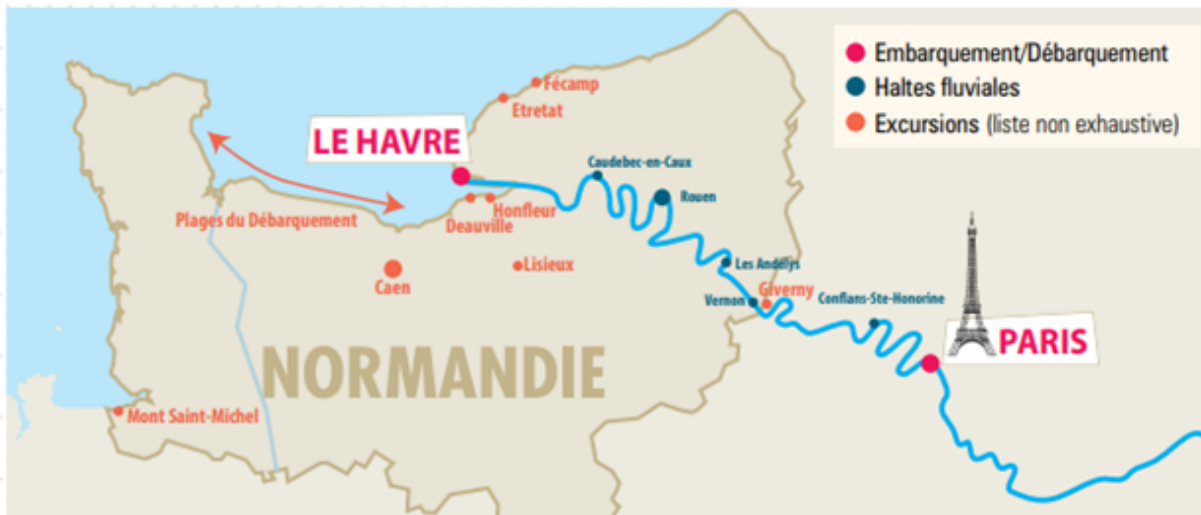 Embarquement/Débarquement
Haltes fluviales
Excursions (liste non exhaustive)
Fécamp
Etretat
LE HAVRE
Caudebec-en-Caux
Rouen
Plages du Débarquement
Honfleur
Deauville
Lisieux
Caen
Les Andélys
Giverny
Vernon
Conflans-Ste-Honorine
PARIS
NORMANDIE
Mont Saint-Michel